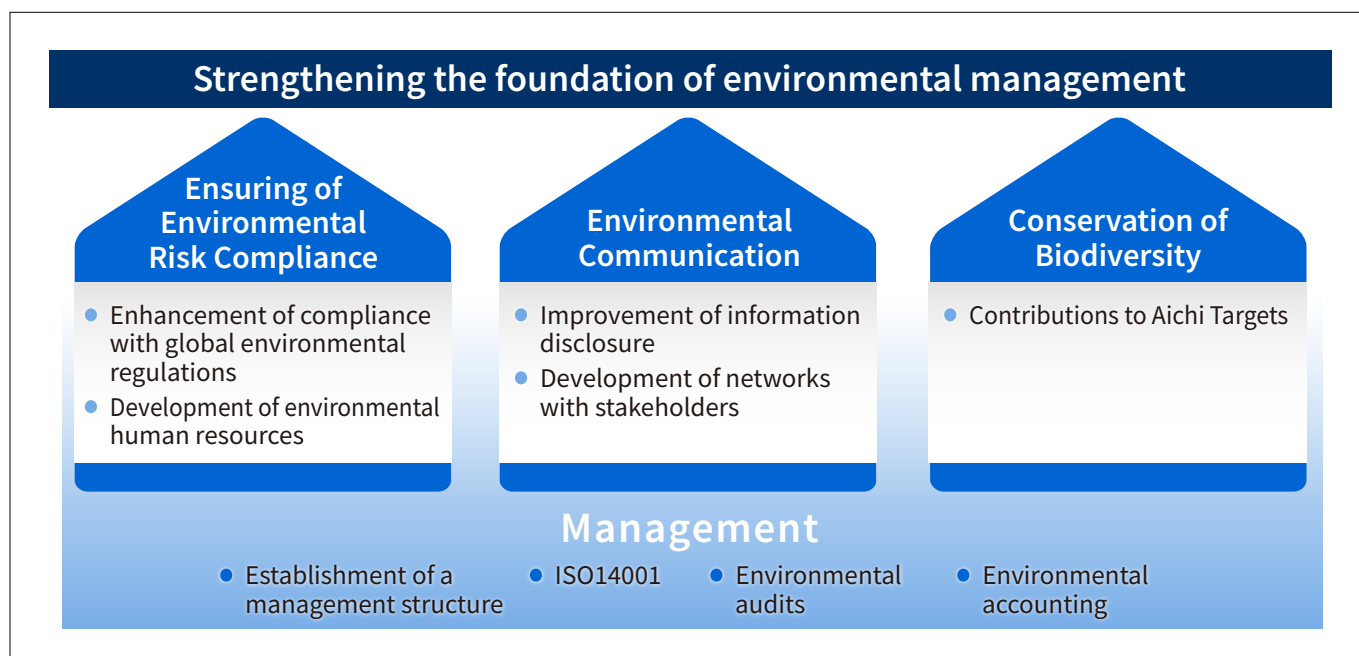 Strengthening the foundation of environmental management
Ensuring of
Environmental
Risk Compliance
• Enhancement of compliance
with global environmental
regulations
• Development of environmental
human resources
Environmental
Communication
• Improvement of information
disclosure
• Development of networks
with stakeholders
Conservation of
Biodiversity
• Contributions to Aichi Targets
Management
• Establishment of a
management structure
• ISO14001
• Environmental
audits
• Environmental
accounting